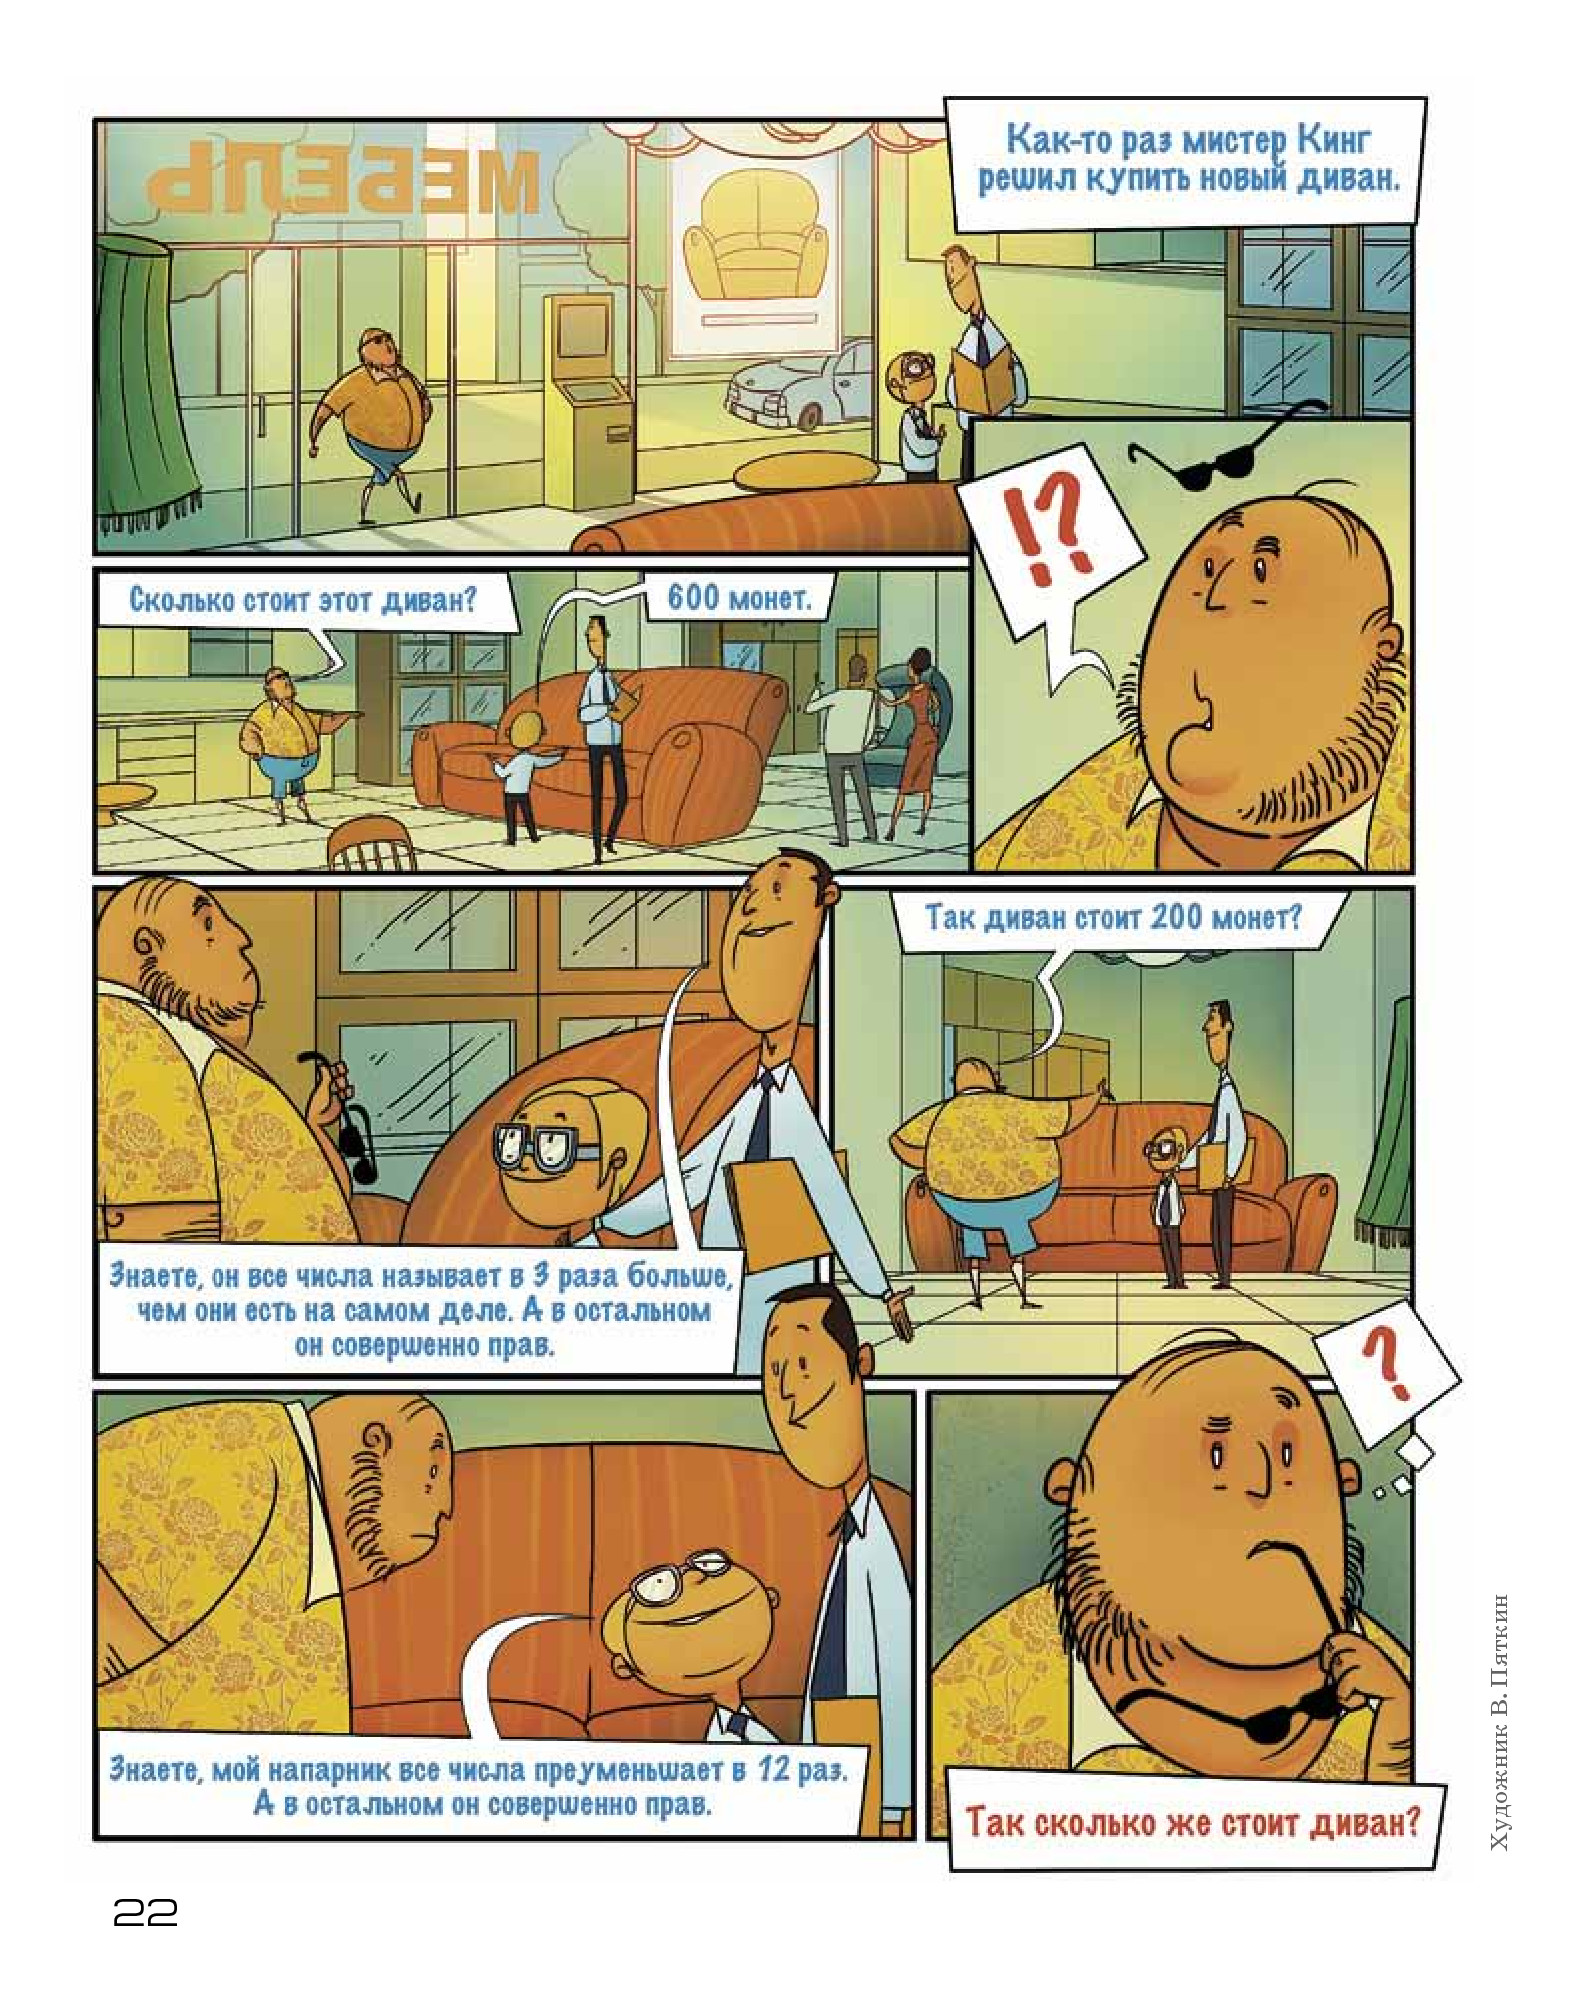 МЕБЕЛЬ
Как-то раз мистер Кинг
решил купить новый диван.
Сколько стоит этот диван?
600 монет.
!?
Знаете, он все числа называет в 3 раза больше,
чем они есть на самом деле. А в остальном
он совершенно прав.
Так диван стоит 200 монет?
Знаете, мой напарник все числа преуменьшает в 12 раз.
А в остальном он совершенно прав.
?
Так сколько же стоит диван?
Художник В. Пяткин
22